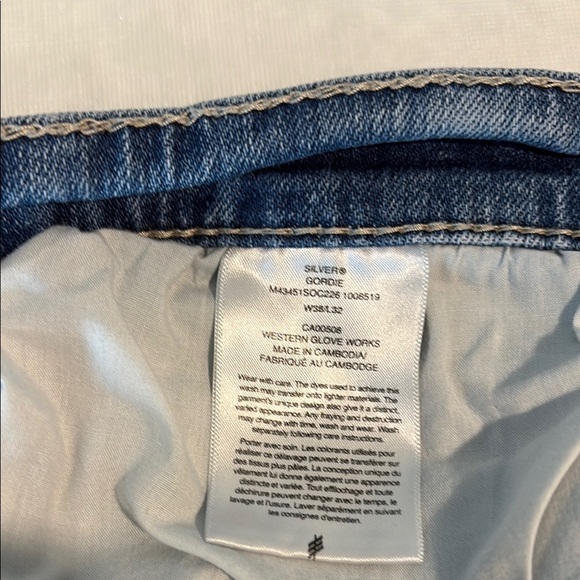 SILVER®
GORDIE
M43451SOC226 1008519
W38/L32
CA00508
WESTERN GLOVE WORKS
MADE IN CAMBODIA/
FABRIQUÉ AU CAMBODGE
Wear with care. The dyes used to achieve this
wash may transfer onto lighter materials. The
garment's unique design also give it a distinct,
varied appearance. Any fraying and destruction
may change with time, wash and wear. Wash
separately following care instructions.
Porter avec soin. Les colorants utilisés pour
réaliser ce délavage peuvent se transférer sur
des tissus plus pâles. La conception unique du
vêtement lui donne également une apparence
distincte et variée. Tout effilochage et toute
déchirure peuvent changer avec le temps, le
lavage et l'usure. Laver séparément en suivant
les consignes d'entretien.